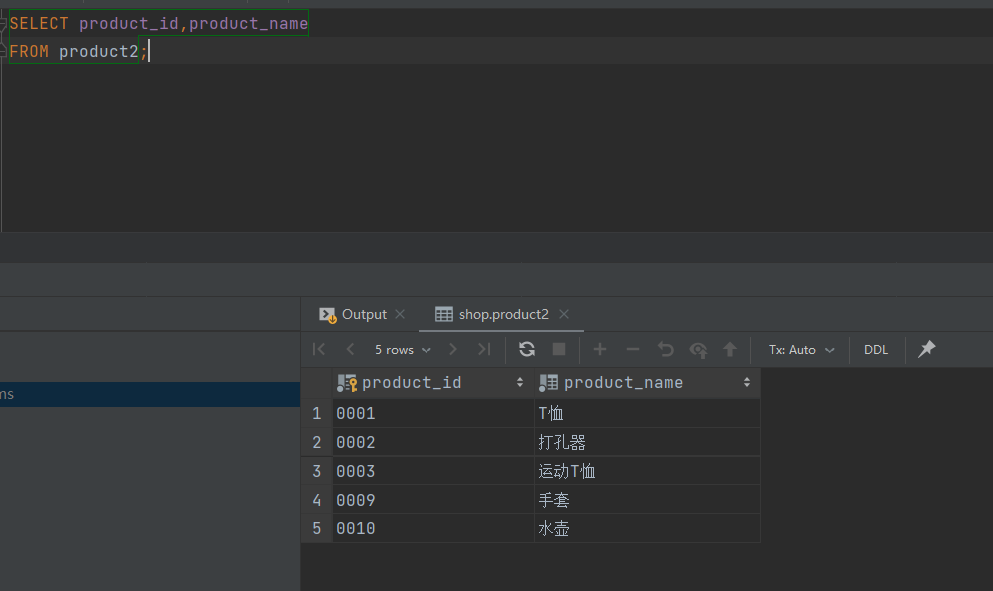 SELECT product_id,product_name
FROM product2;
Output
shop.product2
5 rows
Tx: Auto
DDL
ms
product_id product_name
1 0001 T恤
2 0002 打孔器
3 0003 运动T恤
4 0009 手套
5 0010 水壶